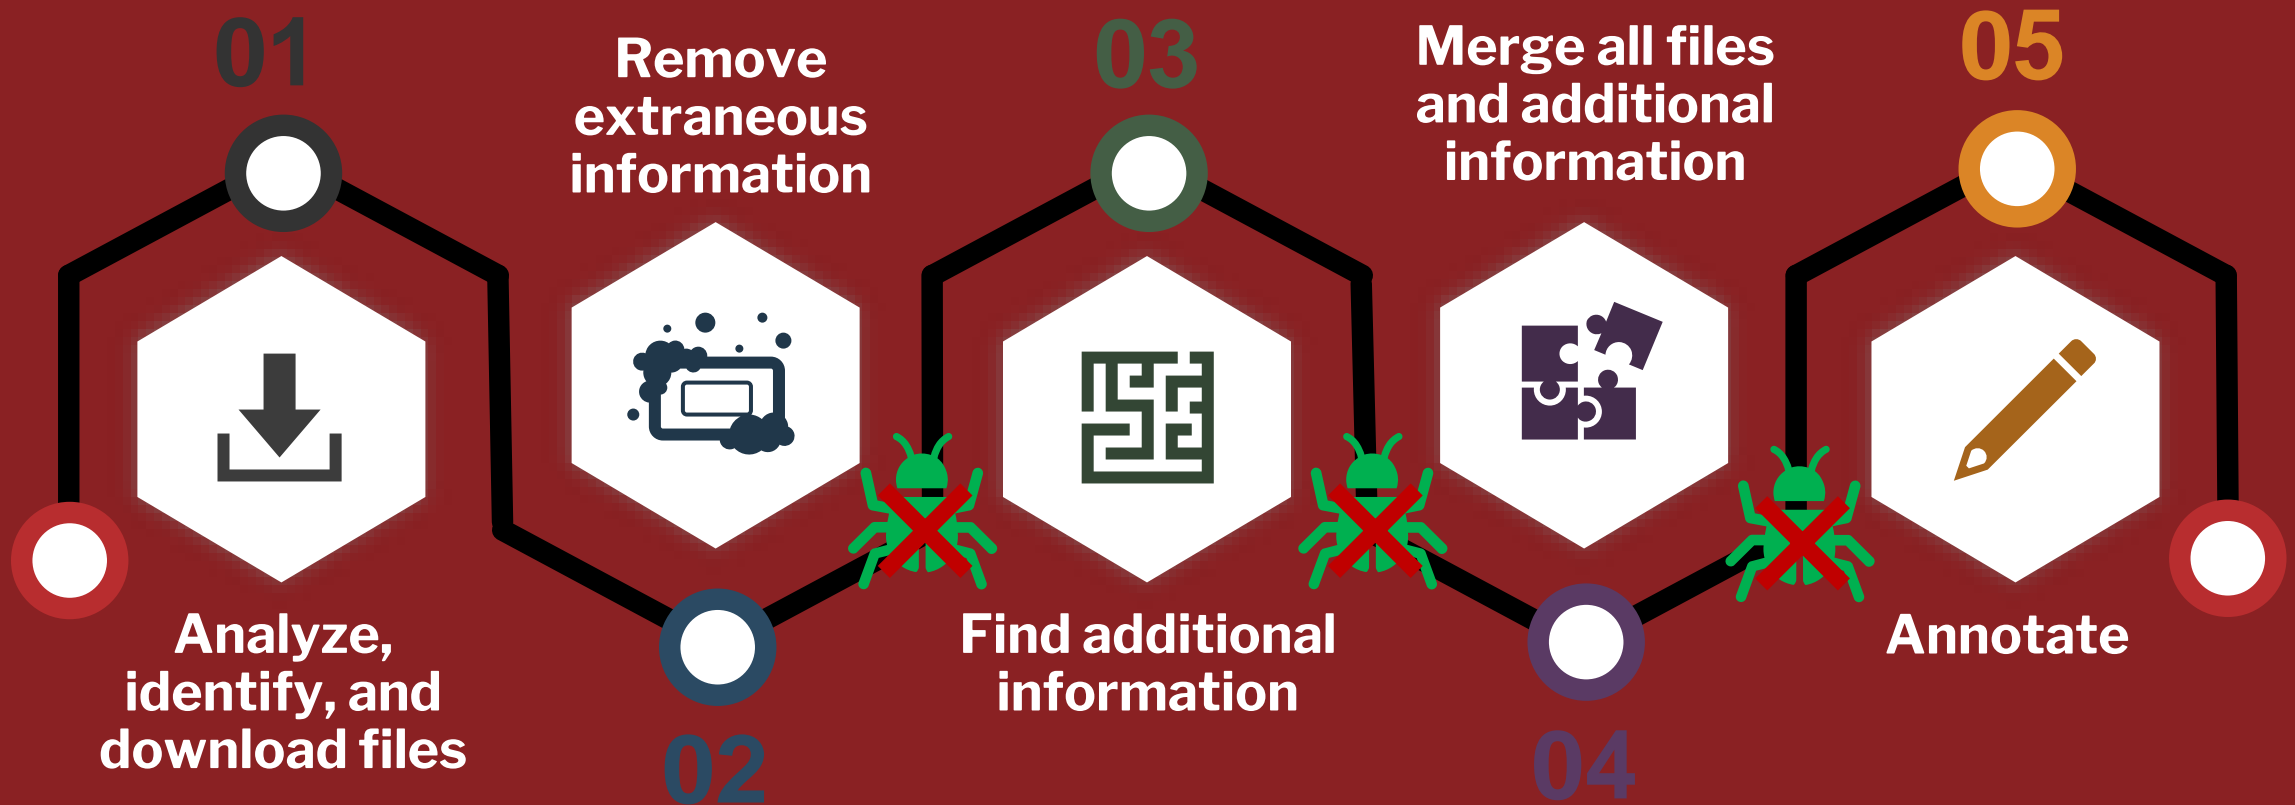 01
Analyze,
identify, and
download files
Remove
extraneous
information
02
03
Find additional
information
Merge all files
and additional
information
04
05
Annotate